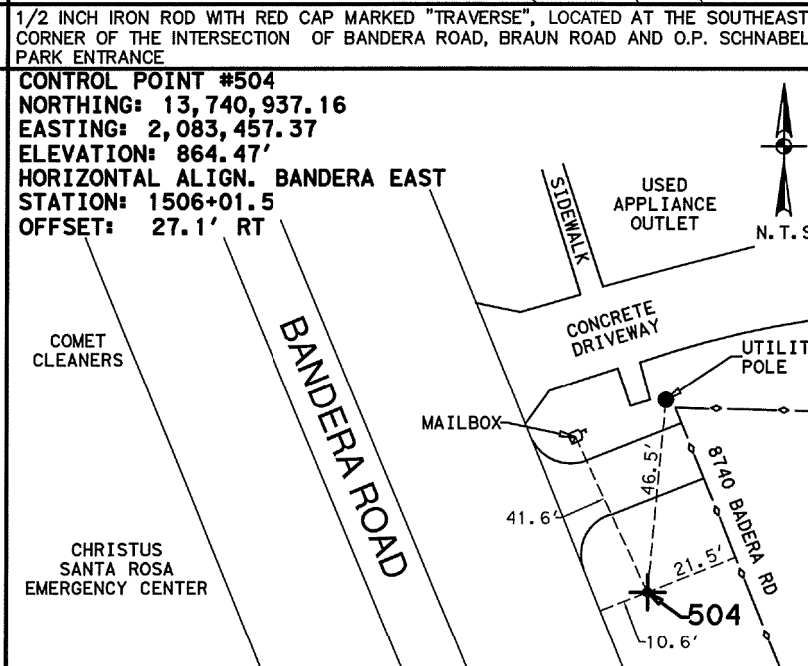 1/2 INCH IRON ROD WITH RED CAP MARKED "TRAVERSE", LOCATED AT THE SOUTHEAST
CORNER OF THE INTERSECTION OF BANDERA ROAD, BRAUN ROAD AND O.P. SCHNABEL
PARK ENTRANCE
CONTROL POINT #504
NORTHING: 13,740,937.16
EASTING: 2,083,457.37
ELEVATION: 864.47'
HORIZONTAL ALIGN. BANDERA EAST
STATION: 1506+01.5
OFFSET: 27.1' RT
SIDEWALK
USED
APPLIANCE
OUTLET
N.T.S
CONCRETE
DRIVEWAY
COMET
CLEANERS
BANDERA ROAD
UTILIT
POLE
MAILBOX
46.5'
8740 BADERA RD
41.6'
21.5'
CHRISTUS
SANTA ROSA
EMERGENCY CENTER
504
10.6'